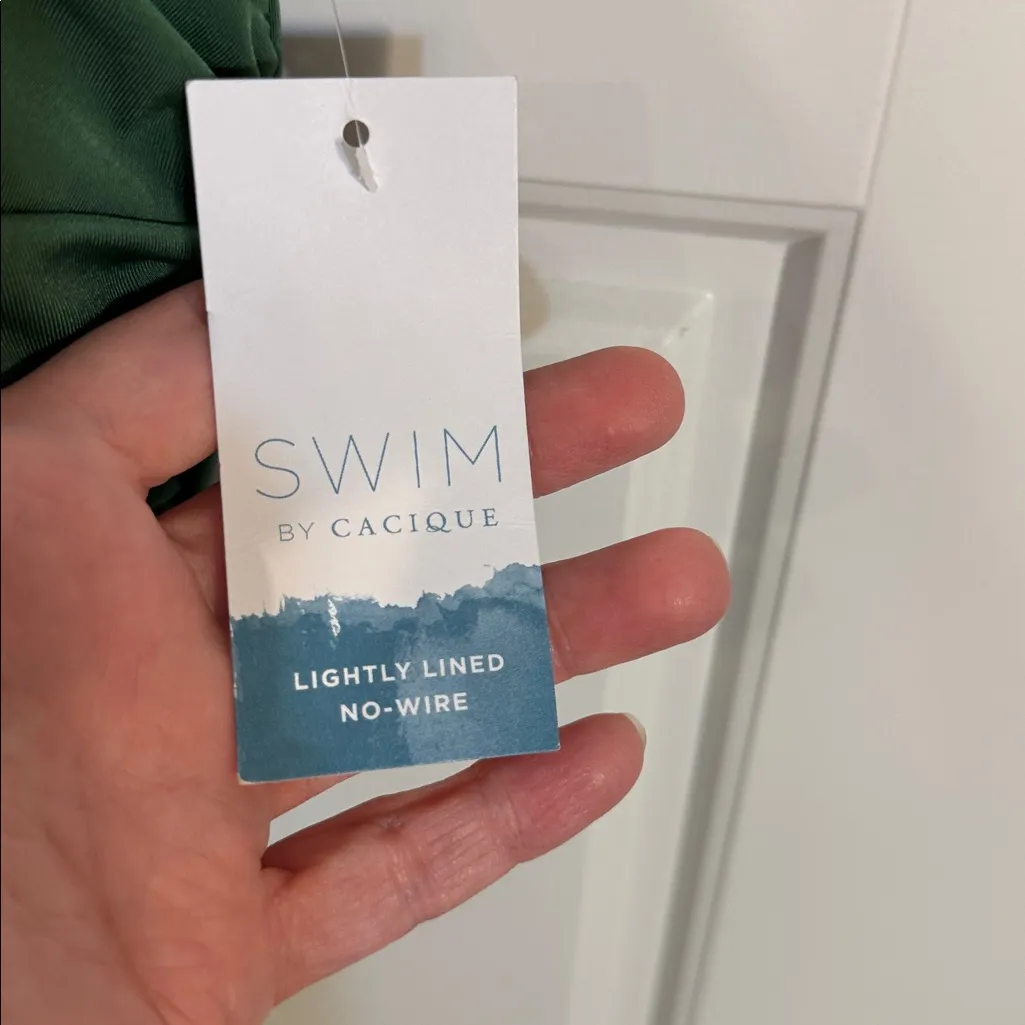 SWIM
BY CACIQUE
LIGHTLY LINED
NO-WIRE